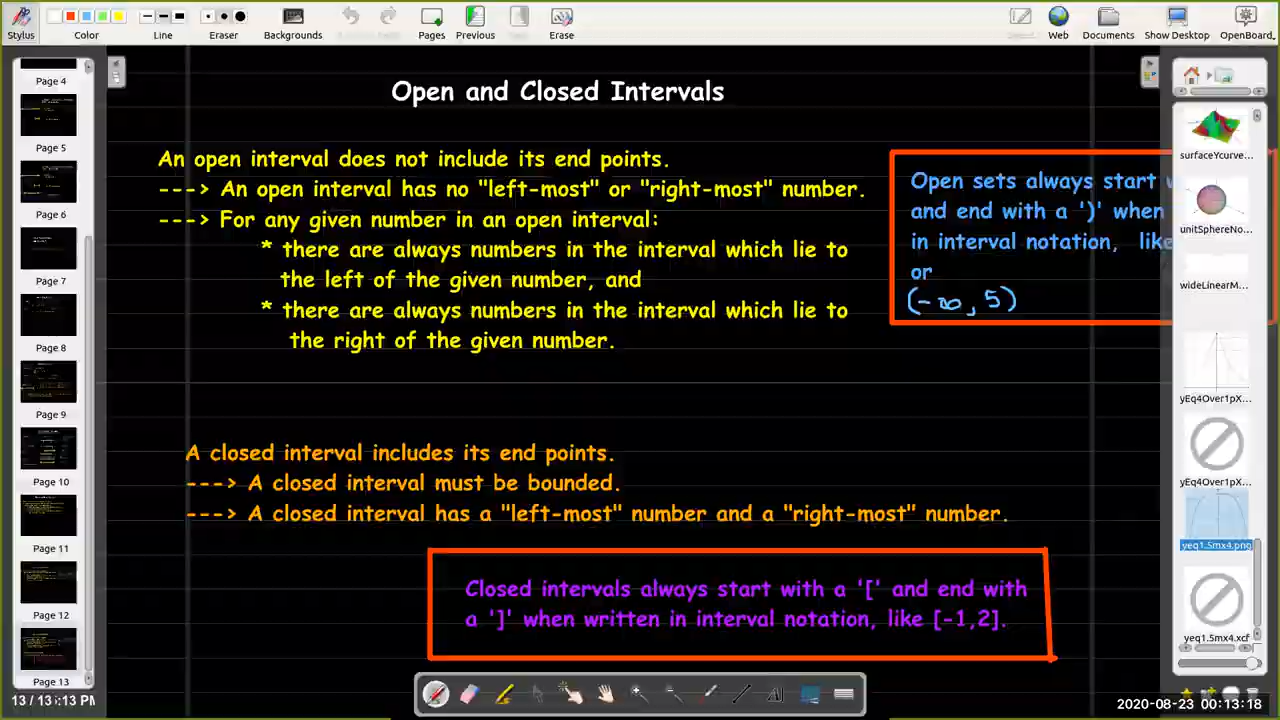 Stylus
Color
Line
Eraser
Backgrounds
Pages
Previous
Erase
Web
Documents
Show Desktop
OpenBoard
Page 4
Page 5
Page 6
Page 7
Page 8
Page 9
Page 10
Page 11
Page 12
Page 13
Open and Closed Intervals
An open interval does not include its end points.
---> An open interval has no "left-most" or "right-most" number.
---> For any given number in an open interval:
* there are always numbers in the interval which lie to
the left of the given number, and
* there are always numbers in the interval which lie to
the right of the given number.
Open sets always start
and end with a ')' when
in interval notation, like
or
(-∞, 5)
A closed interval includes its end points.
---> A closed interval must be bounded.
---> A closed interval has a "left-most" number and a "right-most" number.
Closed intervals always start with a '[' and end with
a ']' when written in interval notation, like [-1,2].
surfaceYcurve...
unitSphereNo...
wideLinearM...
yEq4Over1pX...
yEq4Over1pX...
yeq1.5mx4.png
yeq1.5mx4.xcf
13 / 13
:13 PM
2020-08-23 00:13:18